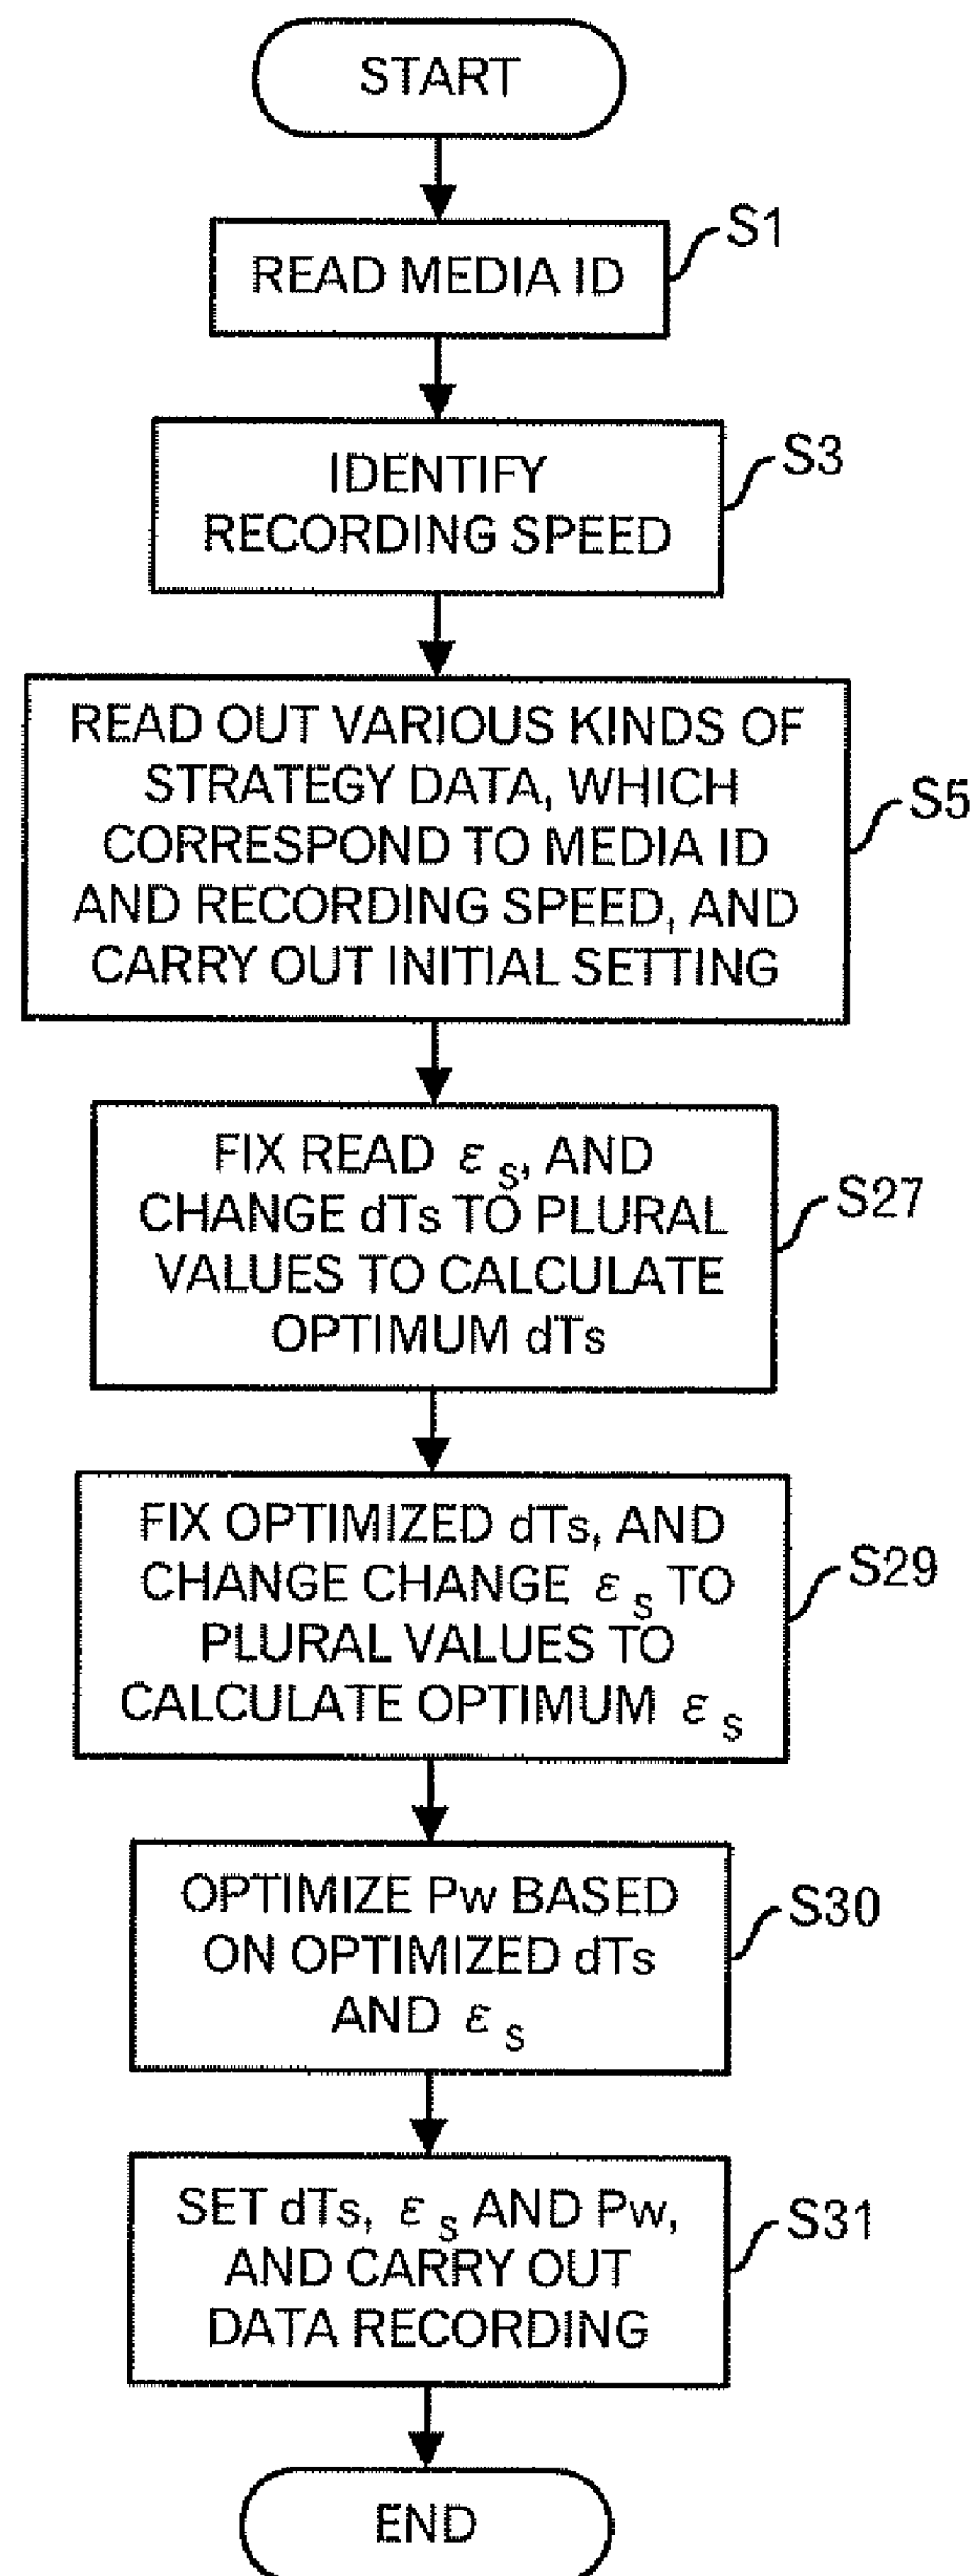 START
READ MEDIA ID
S1
IDENTIFY
RECORDING SPEED
S3
READ OUT VARIOUS KINDS OF
STRATEGY DATA, WHICH
CORRESPOND TO MEDIA ID
AND RECORDING SPEED, AND
CARRY OUT INITIAL SETTING
S5
FIX READ εs, AND
CHANGE dTs TO PLURAL
VALUES TO CALCULATE
OPTIMUM dTs
S27
FIX OPTIMIZED dTs, AND
CHANGE CHANGE εs TO
PLURAL VALUES TO
CALCULATE OPTIMUM εs
S29
OPTIMIZE Pw BASED
ON OPTIMIZED dTs
AND εs
S30
SET dTs, εs AND Pw,
AND CARRY OUT
DATA RECORDING
S31
END